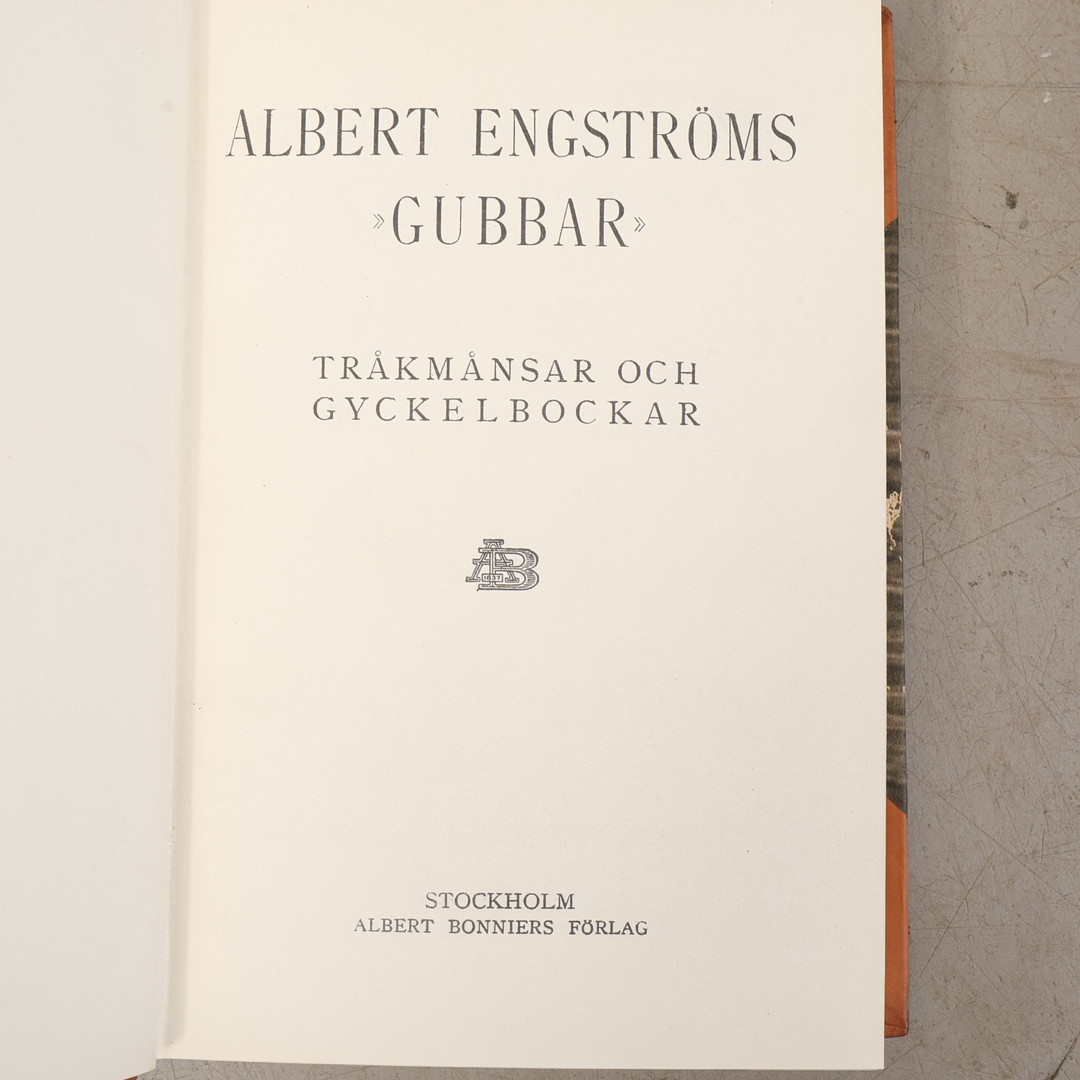 ALBERT ENGSTRÖMS
»GUBBAR»
TRÅKMÅNSAR OCH
GYCKELBOCKAR
STOCKHOLM
ALBERT BONNIERS FÖRLAG